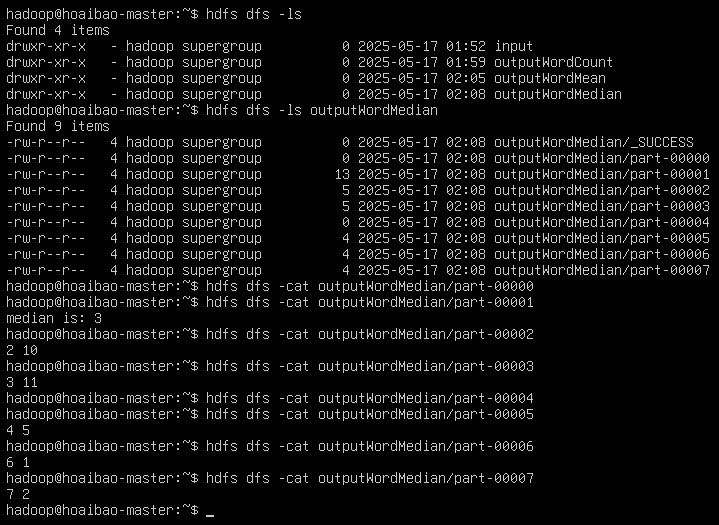 hadoop@hoaibao-master:~$ hdfs dfs -ls
Found 4 items
drwxr-xr-x   - hadoop supergroup          0 2025-05-17 01:52 input
drwxr-xr-x   - hadoop supergroup          0 2025-05-17 01:59 outputWordCount
drwxr-xr-x   - hadoop supergroup          0 2025-05-17 02:05 outputWordMean
drwxr-xr-x   - hadoop supergroup          0 2025-05-17 02:08 outputWordMedian
hadoop@hoaibao-master:~$ hdfs dfs -ls outputWordMedian
Found 9 items
-rw-r--r--   4 hadoop supergroup          0 2025-05-17 02:08 outputWordMedian/_SUCCESS
-rw-r--r--   4 hadoop supergroup          0 2025-05-17 02:08 outputWordMedian/part-00000
-rw-r--r--   4 hadoop supergroup         13 2025-05-17 02:08 outputWordMedian/part-00001
-rw-r--r--   4 hadoop supergroup          5 2025-05-17 02:08 outputWordMedian/part-00002
-rw-r--r--   4 hadoop supergroup          5 2025-05-17 02:08 outputWordMedian/part-00003
-rw-r--r--   4 hadoop supergroup          0 2025-05-17 02:08 outputWordMedian/part-00004
-rw-r--r--   4 hadoop supergroup          4 2025-05-17 02:08 outputWordMedian/part-00005
-rw-r--r--   4 hadoop supergroup          4 2025-05-17 02:08 outputWordMedian/part-00006
-rw-r--r--   4 hadoop supergroup          4 2025-05-17 02:08 outputWordMedian/part-00007
hadoop@hoaibao-master:~$ hdfs dfs -cat outputWordMedian/part-00000
hadoop@hoaibao-master:~$ hdfs dfs -cat outputWordMedian/part-00001
median is: 3
hadoop@hoaibao-master:~$ hdfs dfs -cat outputWordMedian/part-00002
2 10
hadoop@hoaibao-master:~$ hdfs dfs -cat outputWordMedian/part-00003
3 11
hadoop@hoaibao-master:~$ hdfs dfs -cat outputWordMedian/part-00004
hadoop@hoaibao-master:~$ hdfs dfs -cat outputWordMedian/part-00005
4 5
hadoop@hoaibao-master:~$ hdfs dfs -cat outputWordMedian/part-00006
6 1
hadoop@hoaibao-master:~$ hdfs dfs -cat outputWordMedian/part-00007
7 2
hadoop@hoaibao-master:~$ _